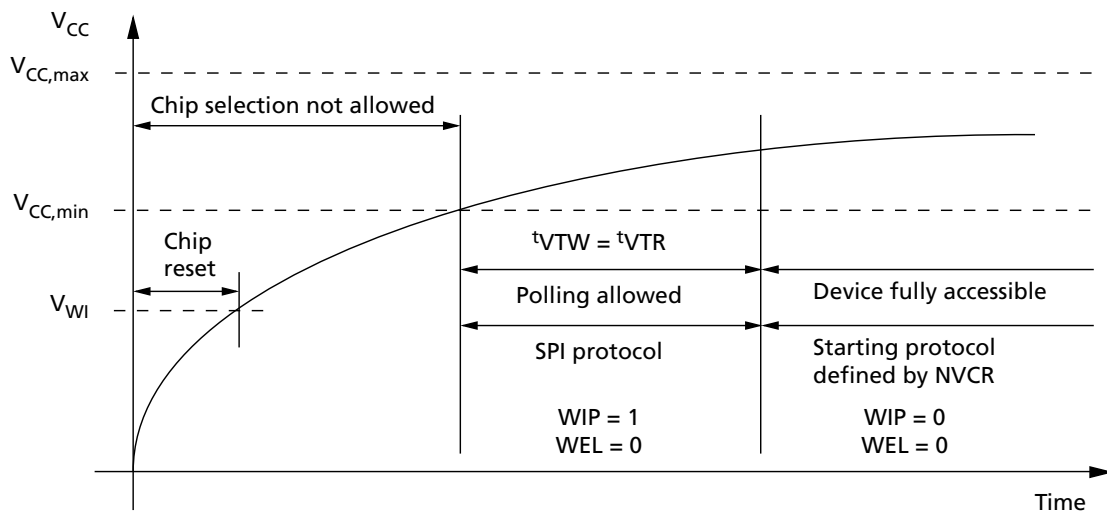 VCC
VCC,max
Chip selection not allowed
VCC,min
tVTW = tVTR
Chip
reset
Polling allowed
Device fully accessible
VWI
SPI protocol
Starting protocol
defined by NVCR
WIP = 1
WEL = 0
WIP = 0
WEL = 0
Time